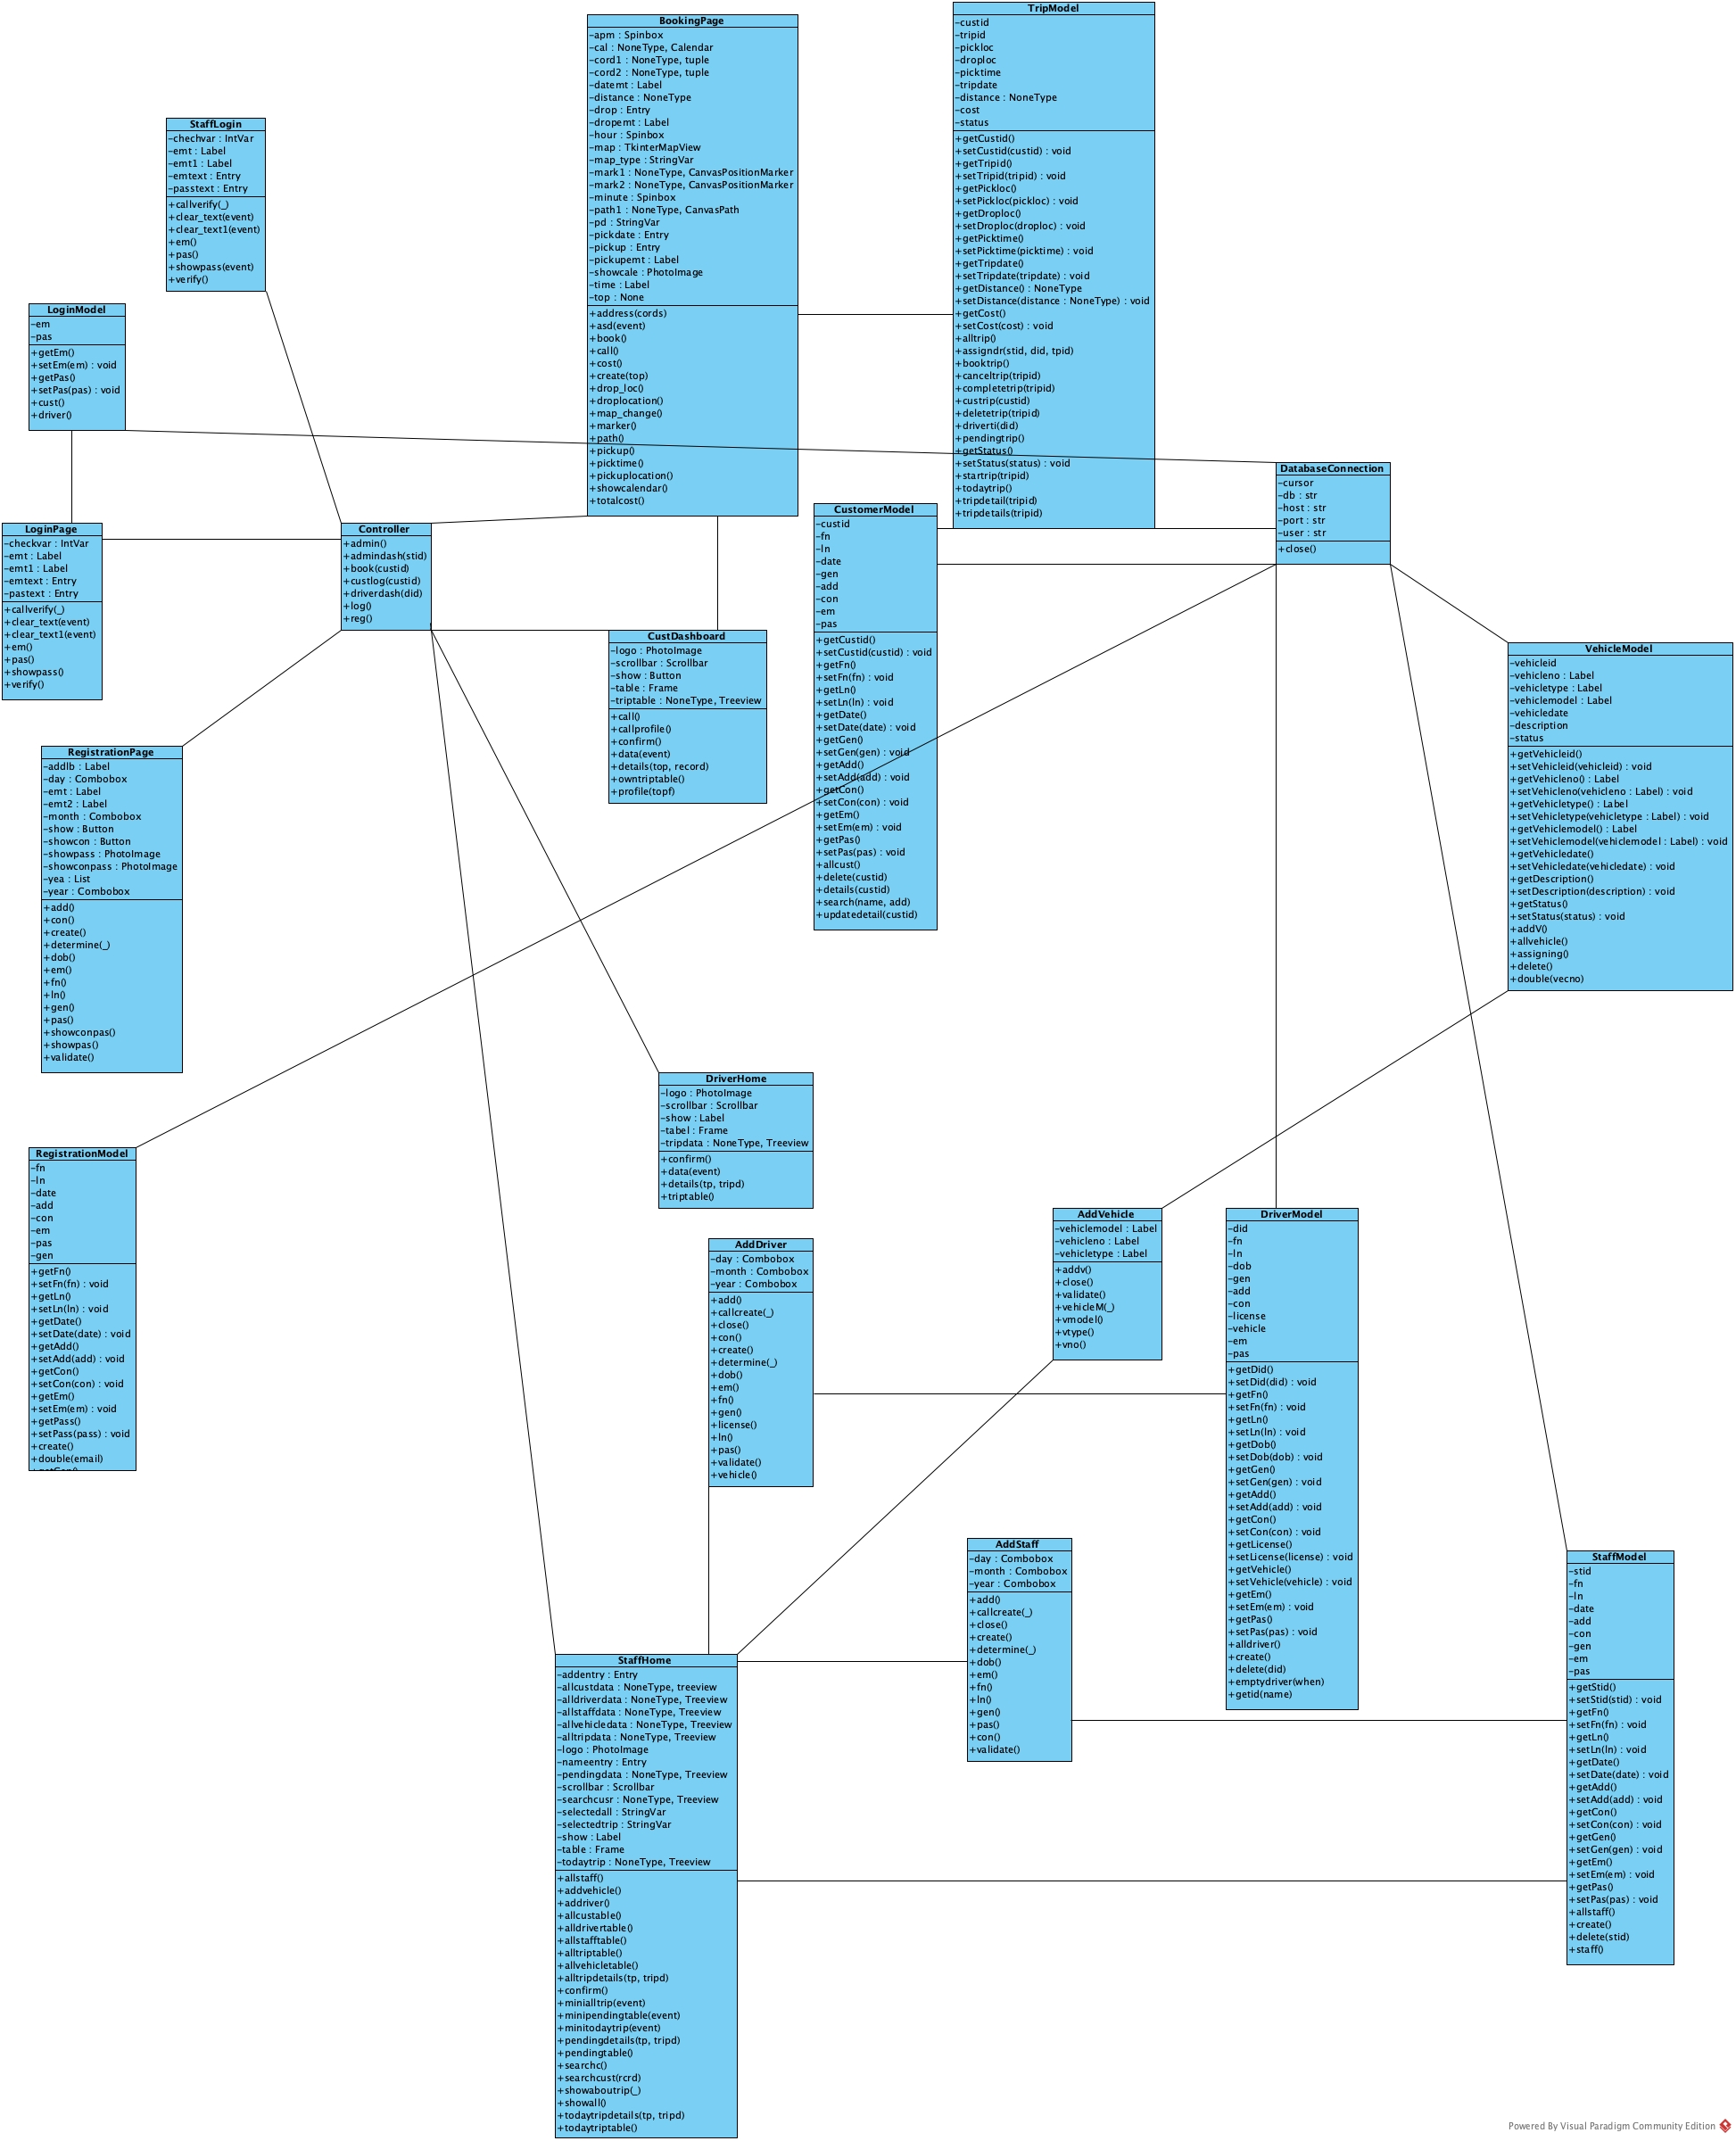 TripModel
-custid
-tripid
-pickloc
-droploc
-picktime
-tripdate
-distance : NoneType
-cost
-status
+getCustid()
+setCustid(custid) : void
+getTripid()
+setTripid(tripid) : void
+getPickloc()
+setPickloc(pickloc) : void
+getDroploc()
+setDroploc(droploc) : void
+getPicktime()
+setPicktime(picktime) : void
+getTripdate()
+setTripdate(tripdate) : void
+getDistance() : NoneType
+setDistance(distance : NoneType) : void
+getCost()
+setCost(cost) : void
+alltrip()
+assigndr(stid, did, tpid)
+booktrip()
+canceltrip(tripid)
+completetrip(tripid)
+custrip(custid)
+deletetrip(tripid)
+driverti(did)
+pendingtrip()
+getStatus()
+setStatus(status) : void
+startrip(tripid)
+todaytrip()
+tripdetail(tripid)
+tripdetails(tripid)
BookingPage
-apm : Spinbox
-cal : NoneType, Calendar
-cord1 : NoneType, tuple
-cord2 : NoneType, tuple
-datemt : Label
-distance : NoneType
-drop : Entry
-dropemt : Label
-hour : Spinbox
-map : TkinterMapView
-map_type : StringVar
-mark1 : NoneType, CanvasPositionMarker
-mark2 : NoneType, CanvasPositionMarker
-minute : Spinbox
-path1 : NoneType, CanvasPath
-pd : StringVar
-pickdate : Entry
-pickup : Entry
-pickupemt : Label
-showcale : PhotoImage
-time : Label
-top : None
+address(cords)
+asd(event)
+book()
+call()
+cost()
+create(top)
+drop_loc()
+droplocation()
+map_change()
+marker()
+path()
+pickup()
+picktime()
+pickuplocation()
+showcalendar()
+totalcost()
StaffLogin
-chechvar : IntVar
-emt : Label
-emt1 : Label
-emtext : Entry
-passtext : Entry
+callverify(_)
+clear_text(event)
+clear_text1(event)
+em()
+pas()
+showpass(event)
+verify()
LoginModel
-em
-pas
+getEm()
+setEm(em) : void
+getPas()
+setPas(pas) : void
+cust()
+driver()
DatabaseConnection
-cursor
-db : str
-host : str
-port : str
-user : str
+close()
CustomerModel
-custid
-fn
-ln
-date
-gen
-add
-con
-em
-pas
+getCustid()
+setCustid(custid) : void
+getFn()
+setFn(fn) : void
+getLn()
+setLn(ln) : void
+getDate()
+setDate(date) : void
+getGen()
+setGen(gen) : void
+getAdd()
+setAdd(add) : void
+getCon()
+setCon(con) : void
+getEm()
+setEm(em) : void
+getPas()
+setPas(pas) : void
+allcust()
+delete(custid)
+details(custid)
+search(name, add)
+updatedetail(custid)
LoginPage
-checkvar : IntVar
-emt : Label
-emt1 : Label
-emtext : Entry
-pastext : Entry
+callverify(_)
+clear_text(event)
+clear_text1(event)
+em()
+pas()
+showpass()
+verify()
Controller
+admin()
+admindash(stid)
+book(custid)
+custlog(custid)
+driverdash(did)
+log()
+reg()
CustDashboard
-logo : PhotoImage
-scrollbar : Scrollbar
-show : Button
-table : Frame
-triptable : NoneType, Treeview
+call()
+callprofile()
+confirm()
+data(event)
+details(top, record)
+owntriptable()
+profile(topf)
VehicleModel
-vehicleid
-vehicleno : Label
-vehicletype : Label
-vehiclemodel : Label
-vehicledate
-description
-status
+getVehicleid()
+setVehicleid(vehicleid) : void
+getVehicleno() : Label
+setVehicleno(vehicleno : Label) : void
+getVehicletype() : Label
+setVehicletype(vehicletype : Label) : void
+getVehiclemodel() : Label
+setVehiclemodel(vehiclemodel : Label) : void
+getVehicledate()
+setVehicledate(vehicledate) : void
+getDescription()
+setDescription(description) : void
+getStatus()
+setStatus(status) : void
+addV()
+allvehicle()
+assigning()
+delete()
+double(vecno)
RegistrationPage
-addlb : Label
-day : Combobox
-emt : Label
-emt2 : Label
-month : Combobox
-show : Button
-showcon : Button
-showpass : PhotoImage
-showconpass : PhotoImage
-yea : List
-year : Combobox
+add()
+con()
+create()
+determine(_)
+dob()
+em()
+fn()
+ln()
+gen()
+pas()
+showconpas()
+showpas()
+validate()
DriverHome
-logo : PhotoImage
-scrollbar : Scrollbar
-show : Label
-tabel : Frame
-tripdata : NoneType, Treeview
+confirm()
+data(event)
+details(tp, tripd)
+triptable()
RegistrationModel
-fn
-ln
-date
-add
-con
-em
-pas
-gen
+getFn()
+setFn(fn) : void
+getLn()
+setLn(ln) : void
+getDate()
+setDate(date) : void
+getAdd()
+setAdd(add) : void
+getCon()
+setCon(con) : void
+getEm()
+setEm(em) : void
+getPass()
+setPass(pass) : void
+create()
+double(email)
AddVehicle
-vehiclemodel : Label
-vehicleno : Label
-vehicletype : Label
+addv()
+close()
+validate()
+vehicleM(_)
+vmodel()
+vtype()
+vno()
DriverModel
-did
-fn
-ln
-dob
-gen
-add
-con
-license
-vehicle
-em
-pas
+getDid()
+setDid(did) : void
+getFn()
+setFn(fn) : void
+getLn()
+setLn(ln) : void
+getDob()
+setDob(dob) : void
+getGen()
+setGen(gen) : void
+getAdd()
+setAdd(add) : void
+getCon()
+setCon(con) : void
+getLicense()
+setLicense(license) : void
+getVehicle()
+setVehicle(vehicle) : void
+getEm()
+setEm(em) : void
+getPas()
+setPas(pas) : void
+alldriver()
+create()
+delete(did)
+emptydriver(when)
+getid(name)
AddDriver
-day : Combobox
-month : Combobox
-year : Combobox
+add()
+callcreate(_)
+close()
+con()
+create()
+determine(_)
+dob()
+em()
+fn()
+gen()
+license()
+ln()
+pas()
+validate()
+vehicle()
AddStaff
-day : Combobox
-month : Combobox
-year : Combobox
+add()
+callcreate(_)
+close()
+create()
+determine(_)
+dob()
+em()
+fn()
+ln()
+gen()
+pas()
+con()
+validate()
StaffModel
-stid
-fn
-ln
-date
-add
-con
-gen
-em
-pas
+getStid()
+setStid(stid) : void
+getFn()
+setFn(fn) : void
+getLn()
+setLn(ln) : void
+getDate()
+setDate(date) : void
+getAdd()
+setAdd(add) : void
+getCon()
+setCon(con) : void
+getGen()
+setGen(gen) : void
+getEm()
+setEm(em) : void
+getPas()
+setPas(pas) : void
+allstaff()
+create()
+delete(stid)
+staff()
StaffHome
-addentry : Entry
-allcustdata : NoneType, treeview
-alldriverdata : NoneType, Treeview
-allstaffdata : NoneType, Treeview
-allvehicledata : NoneType, Treeview
-alltripdata : NoneType, Treeview
-logo : PhotoImage
-nameentry : Entry
-pendingdata : NoneType, Treeview
-scrollbar : Scrollbar
-searchcusr : NoneType, Treeview
-selectedall : StringVar
-selectedtrip : StringVar
-show : Label
-table : Frame
-todaytrip : NoneType, Treeview
+allstaff()
+addvehicle()
+addriver()
+allcustable()
+alldrivertable()
+allstafftable()
+alltriptable()
+allvehicletable()
+alltripdetails(tp, tripd)
+confirm()
+minialltrip(event)
+minipendingtable(event)
+minitodaytrip(event)
+pendingdetails(tp, tripd)
+pendingtable()
+searchc()
+searchcust(rcrd)
+showaboutrip(_)
+showall()
+todaytripdetails(tp, tripd)
+todaytriptable()
Powered By Visual Paradigm Community Edition